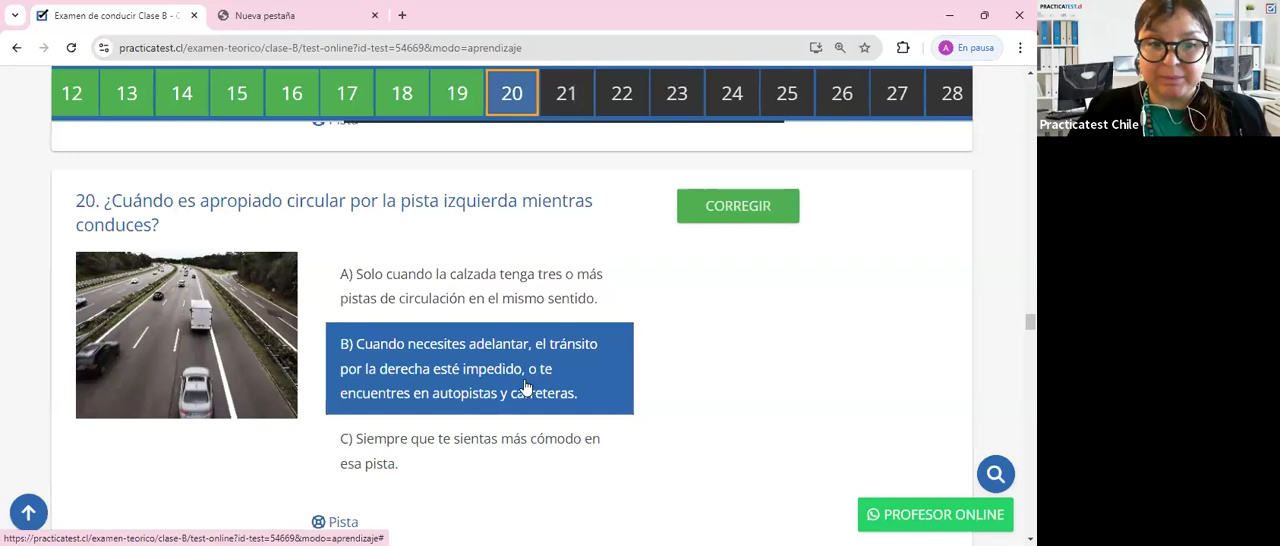 Examen de conducir Clase B - C
Nueva pestaña
practicatest.cl/examen-teorico/clase-B/test-online?id-test=54669&modo=aprendizaje
A
En pausa
PRACTICATEST.CL
12 13 14 15 16 17 18 19 20 21 22 23 24 25 26 27 28
Practicatest Chile
Pista
20. ¿Cuándo es apropiado circular por la pista izquierda mientras
conduces?
CORREGIR
A) Solo cuando la calzada tenga tres o más
pistas de circulación en el mismo sentido.
B) Cuando necesites adelantar, el tránsito
por la derecha esté impedido, o te
encuentres en autopistas y carreteras.
C) Siempre que te sientas más cómodo en
esa pista.
PROFESOR ONLINE
Pista
https://practicatest.cl/examen-teorico/clase-B/test-online?id-test=54669&modo=aprendizaje#